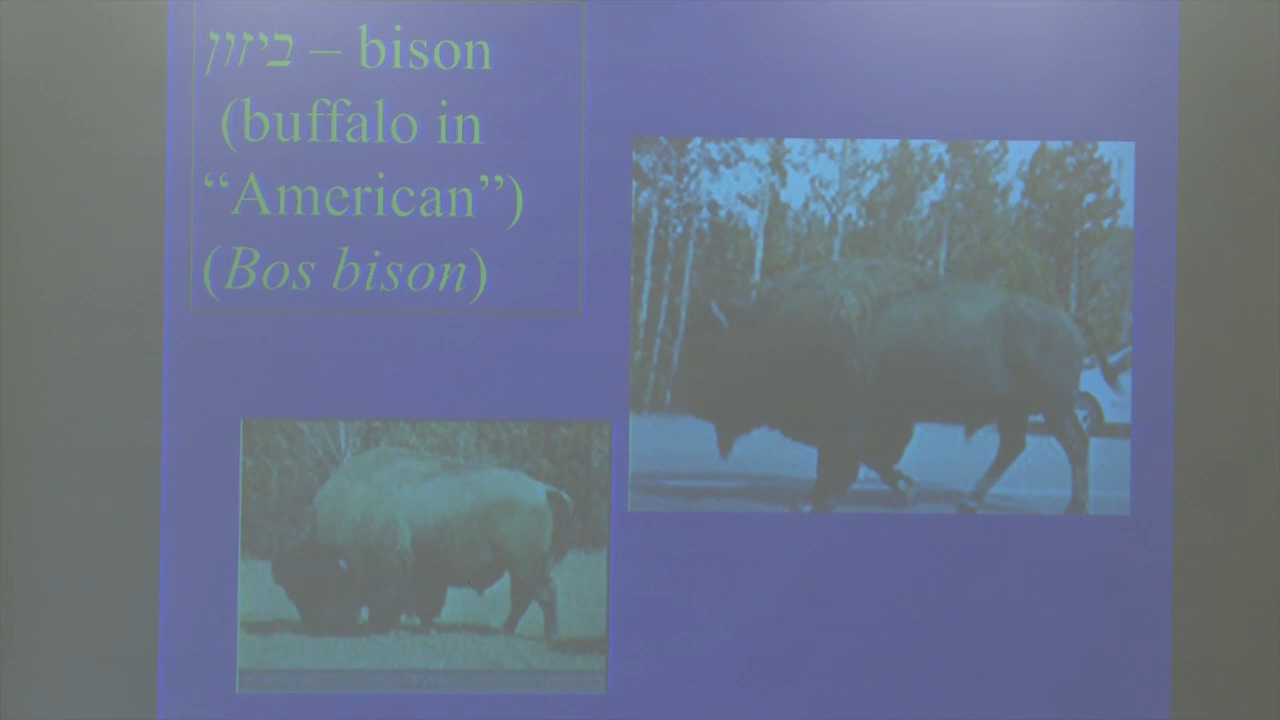 ביזון – bison
(buffalo in
“American”)
(Bos bison)